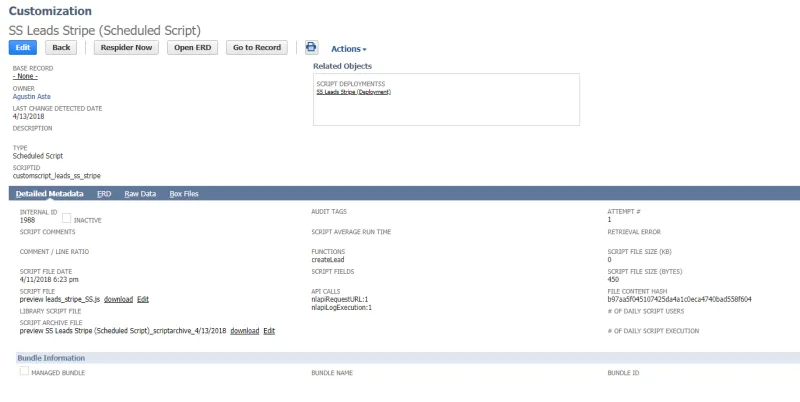 Customization
SS Leads Stripe (Scheduled Script)
Edit Back Respider Now Open ERD Go to Record Actions
BASE RECORD
- None -
OWNER
Agustin Aste
LAST CHANGE DETECTED DATE
4/13/2018
DESCRIPTION
TYPE
Scheduled Script
SCRIPTID
customscript_leads_ss_stripe
Related Objects
SCRIPT DEPLOYMENTSS
SS Leads Stripe (Deployment)
Detailed Metadata ERD Raw Data Box Files
INTERNAL ID
1988
INACTIVE
SCRIPT COMMENTS
COMMENT / LINE RATIO
SCRIPT FILE DATE
4/11/2018 6:23 pm
SCRIPT FILE
preview leads_stripe_SS.js download Edit
LIBRARY SCRIPT FILE
SCRIPT ARCHIVE FILE
preview SS Leads Stripe (Scheduled Script)_scriptarchive_4/13/2018 download Edit
AUDIT TAGS
SCRIPT AVERAGE RUN TIME
FUNCTIONS
createLead
SCRIPT FIELDS
API CALLS
nlapiRequestURL:1
nlapiLogExecution:1
ATTEMPT #
1
RETRIEVAL ERROR
SCRIPT FILE SIZE (KB)
0
SCRIPT FILE SIZE (BYTES)
450
FILE CONTENT HASH
b97aa5f045107425da4a1c0eca4740bad558f604
# OF DAILY SCRIPT USERS
# OF DAILY SCRIPT EXECUTION
Bundle Information
MANAGED BUNDLE
BUNDLE NAME
BUNDLE ID